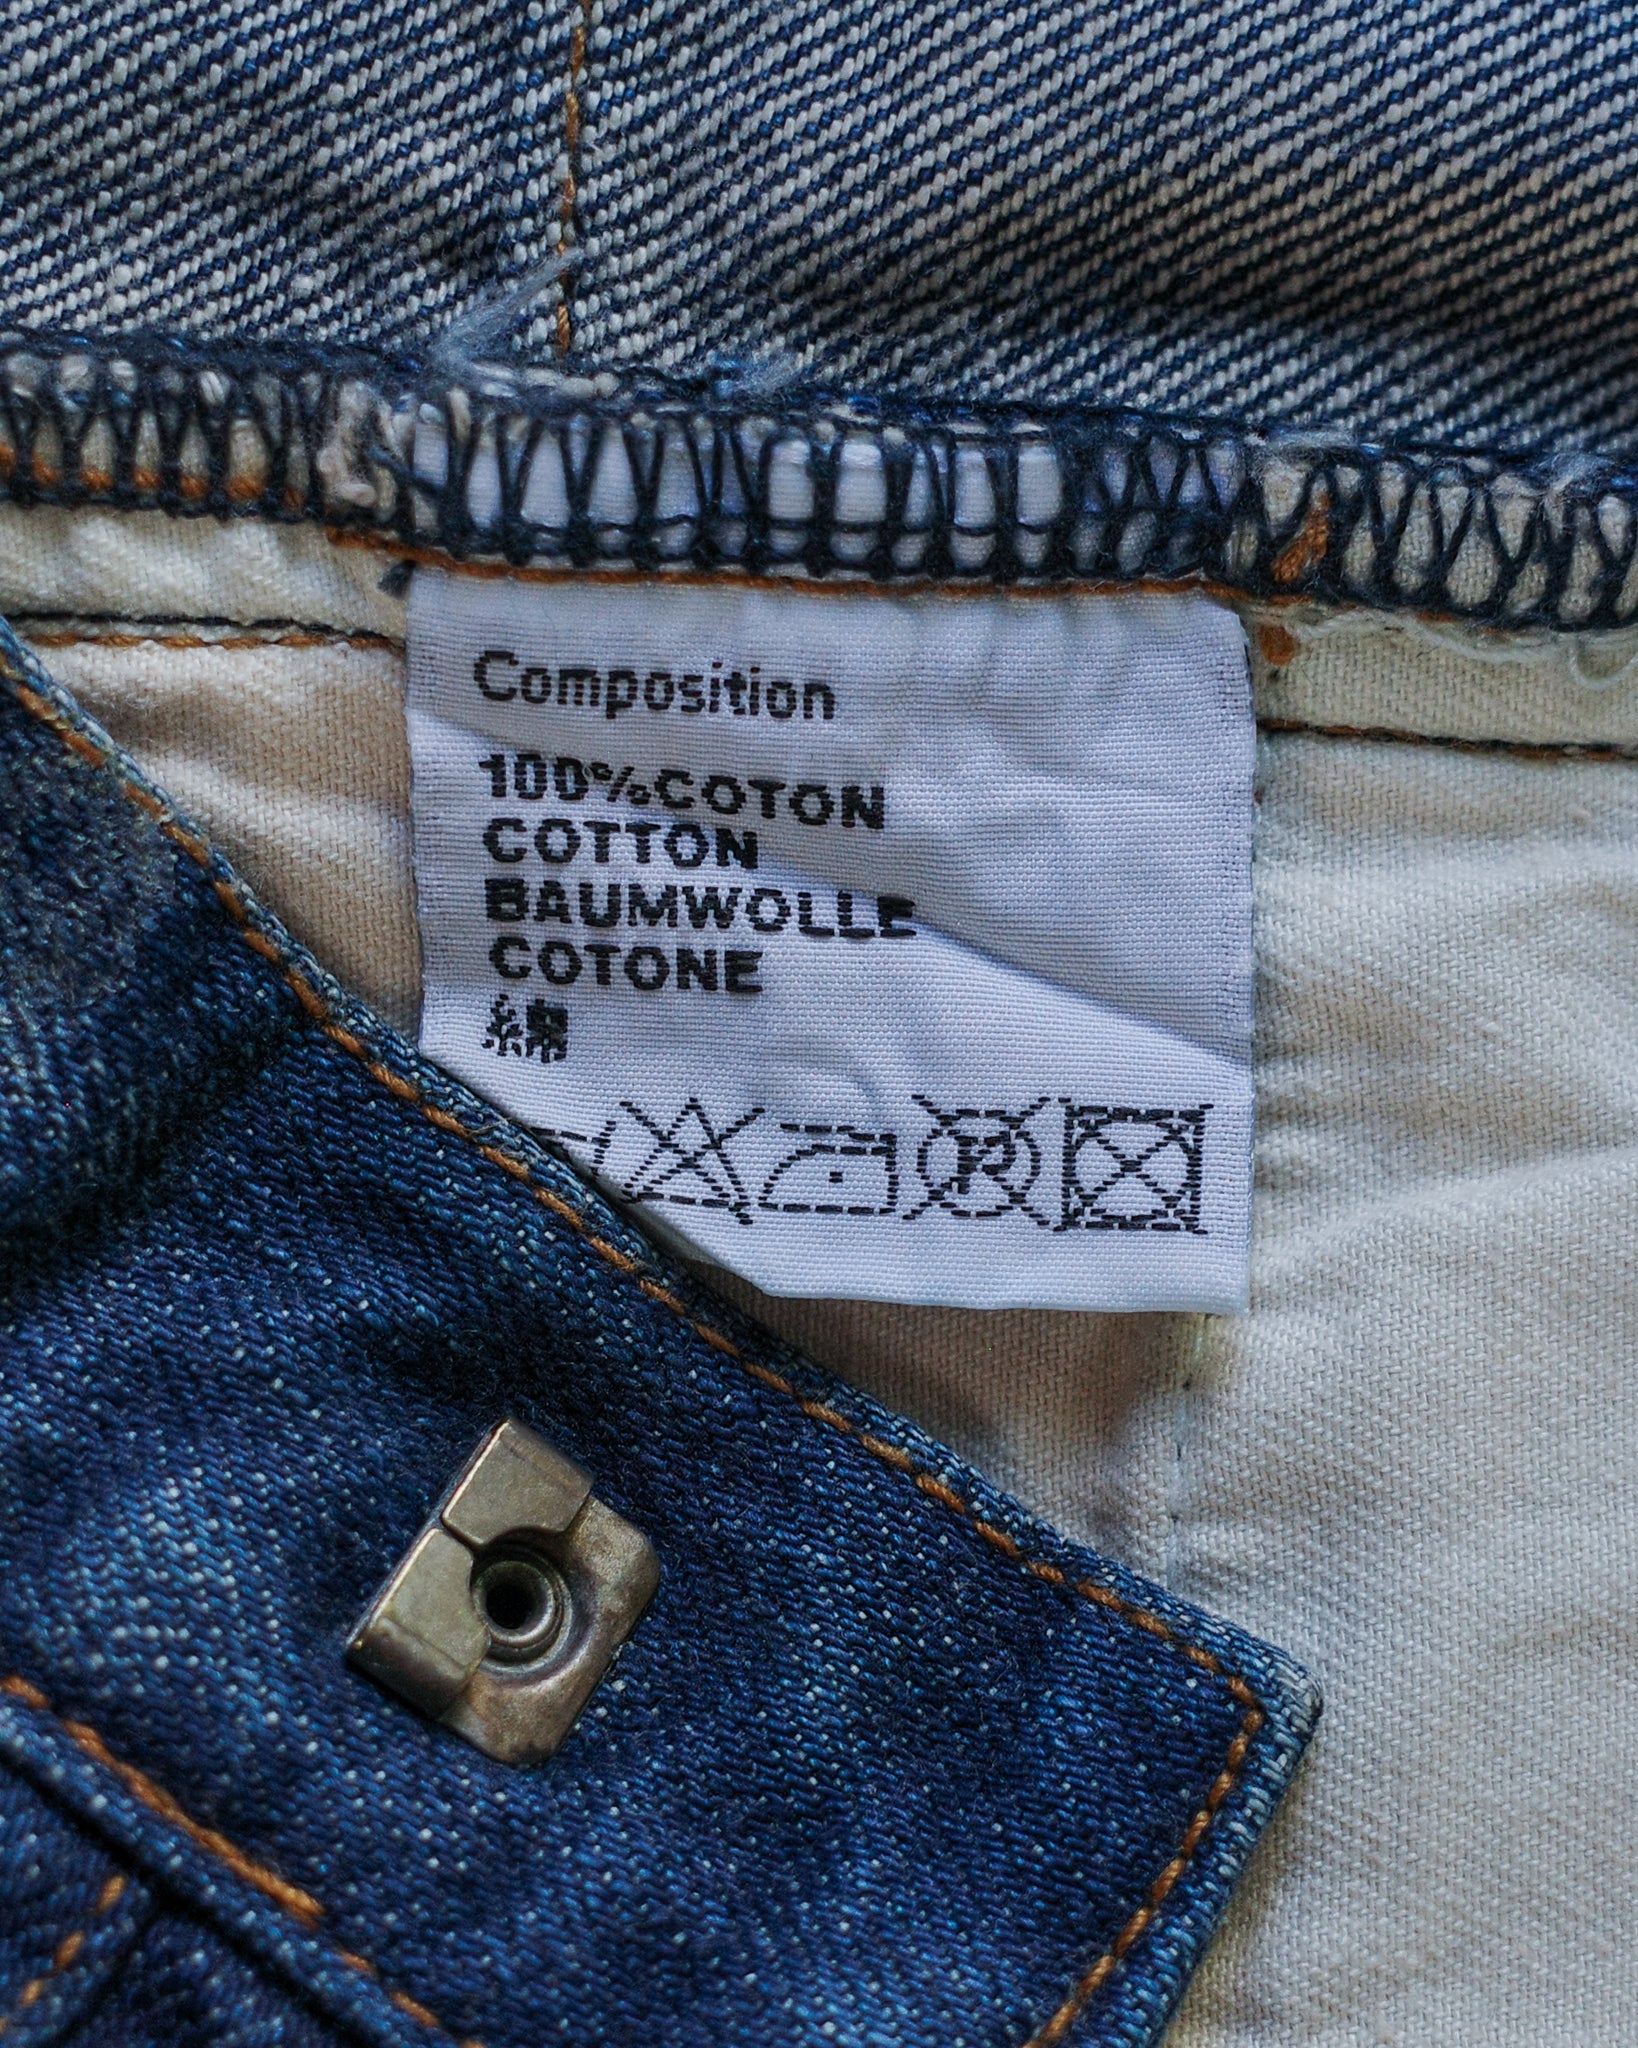 Composition
100%COTON
COTTON
BAUMWOLLE
COTONE
綿
P